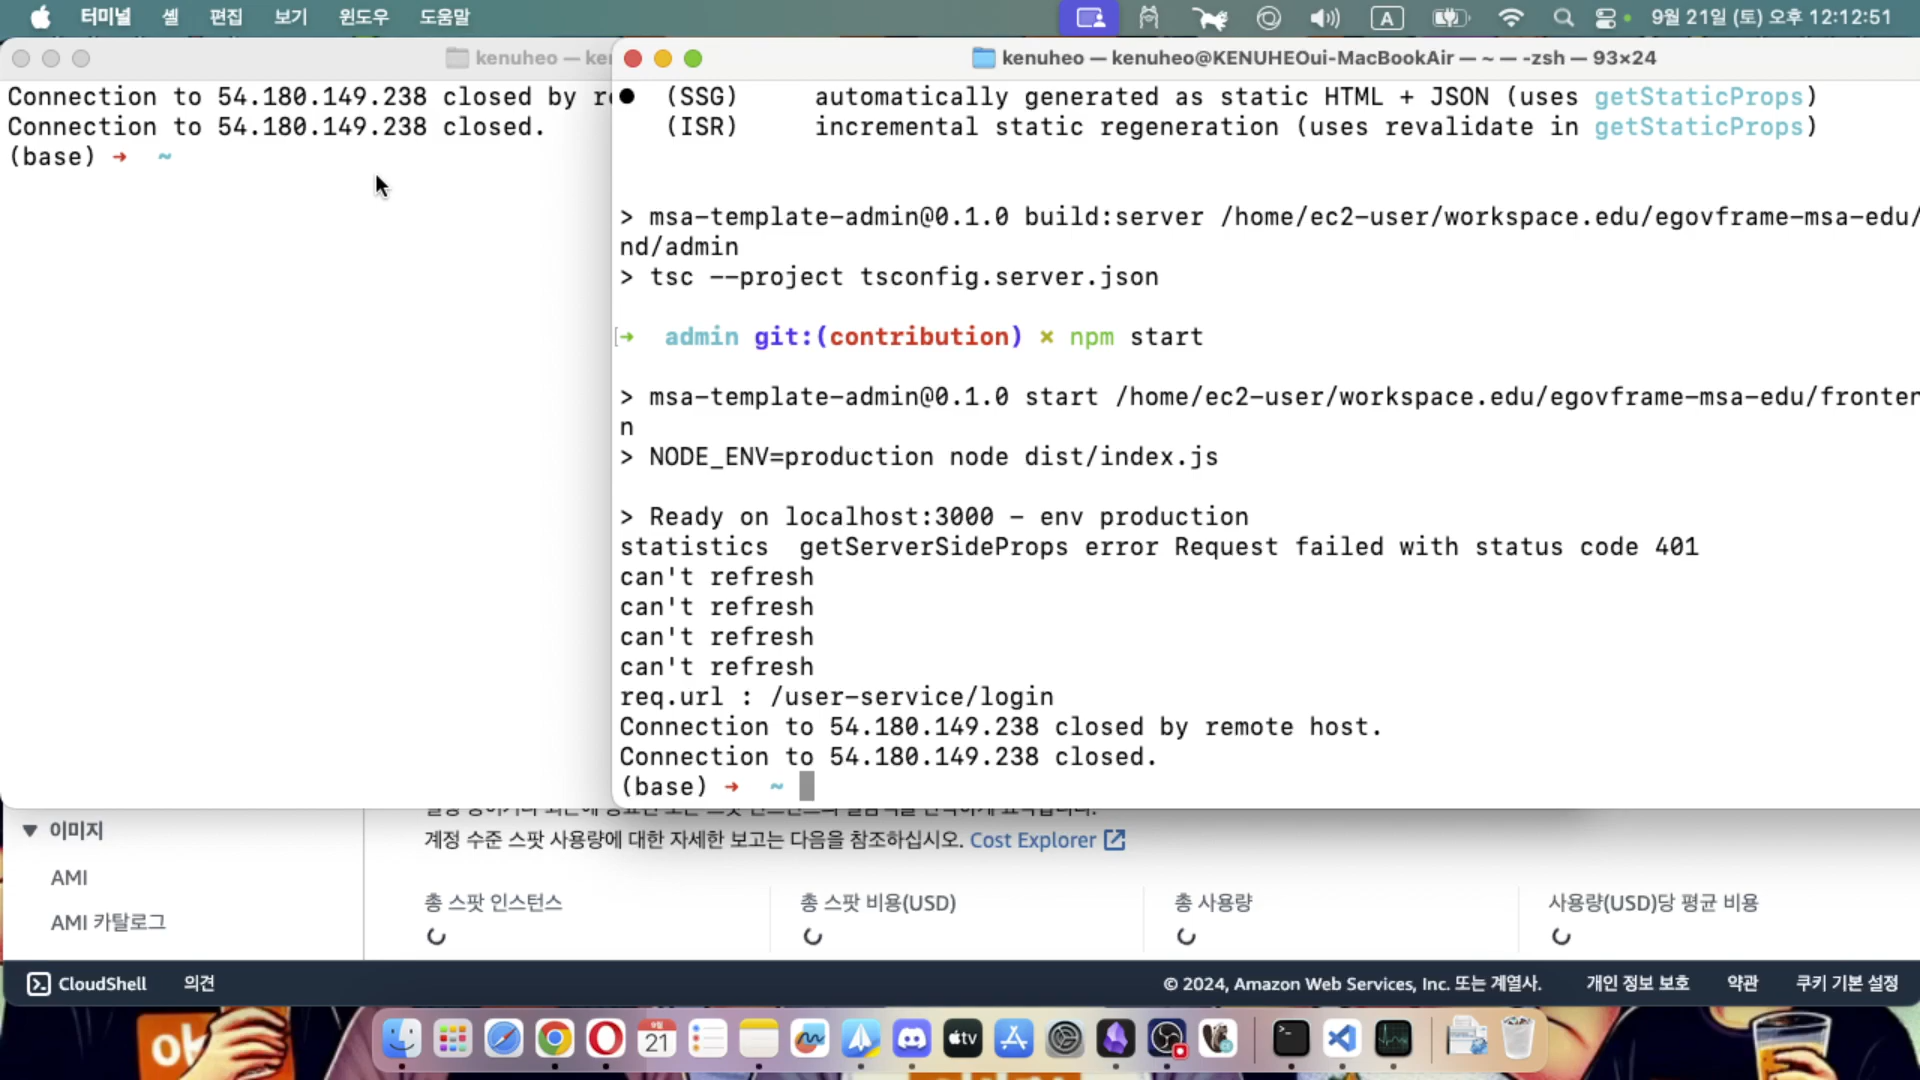 터미널 셸 편집 보기 윈도우 도움말 A 9월 21일 (토) 오후 12:12:51
kenuheo — ke
Connection to 54.180.149.238 closed by re
Connection to 54.180.149.238 closed.
(base) ➜ ~
kenuheo — kenuheo@KENUHEOui-MacBookAir — ~ — -zsh — 93×24
● (SSG) automatically generated as static HTML + JSON (uses getStaticProps)
(ISR) incremental static regeneration (uses revalidate in getStaticProps)
> msa-template-admin@0.1.0 build:server /home/ec2-user/workspace.edu/egovframe-msa-edu/
nd/admin
> tsc --project tsconfig.server.json
[➜ admin git:(contribution) × npm start
> msa-template-admin@0.1.0 start /home/ec2-user/workspace.edu/egovframe-msa-edu/fronten
n
> NODE_ENV=production node dist/index.js
> Ready on localhost:3000 - env production
statistics getServerSideProps error Request failed with status code 401
can't refresh
can't refresh
can't refresh
can't refresh
req.url : /user-service/login
Connection to 54.180.149.238 closed by remote host.
Connection to 54.180.149.238 closed.
(base) ➜ ~
계정 수준 스팟 사용량에 대한 자세한 보고는 다음을 참조하십시오. Cost Explorer
▼ 이미지
AMI
AMI 카탈로그
총 스팟 인스턴스 총 스팟 비용(USD) 총 사용량 사용량(USD)당 평균 비용
CloudShell 의견 © 2024, Amazon Web Services, Inc. 또는 계열사. 개인 정보 보호 약관 쿠키 기본 설정
ok
9월
21
tv